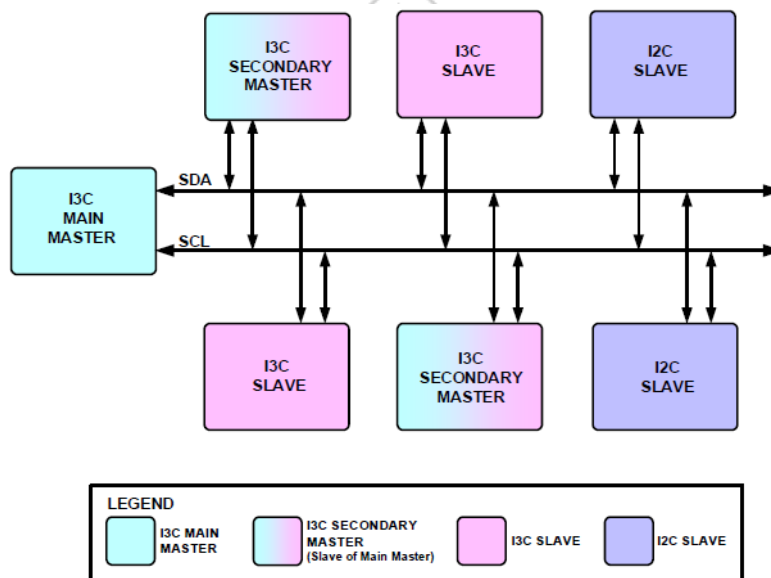 I3C
SECONDARY
MASTER
I3C
SLAVE
I2C
SLAVE
I3C
MAIN
MASTER
SDA
SCL
I3C
SLAVE
I3C
SECONDARY
MASTER
I2C
SLAVE
LEGEND
I3C MAIN
MASTER
I3C SECONDARY
MASTER
(Slave of Main Master)
I3C SLAVE
I2C SLAVE